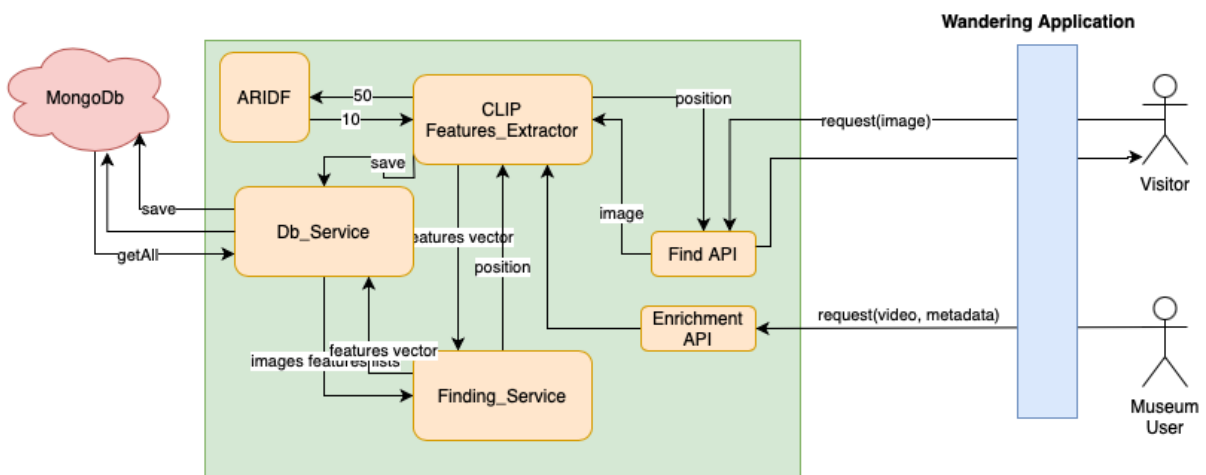 Wandering Application
MongoDb
ARIDF
50
10
CLIP
Features_Extractor
position
request(image)
Visitor
save
image
save
Db_Service
eatures vector
Find API
getAll
position
request(video, metadata)
Enrichment
API
features vector
images features lists
Finding_Service
Museum
User